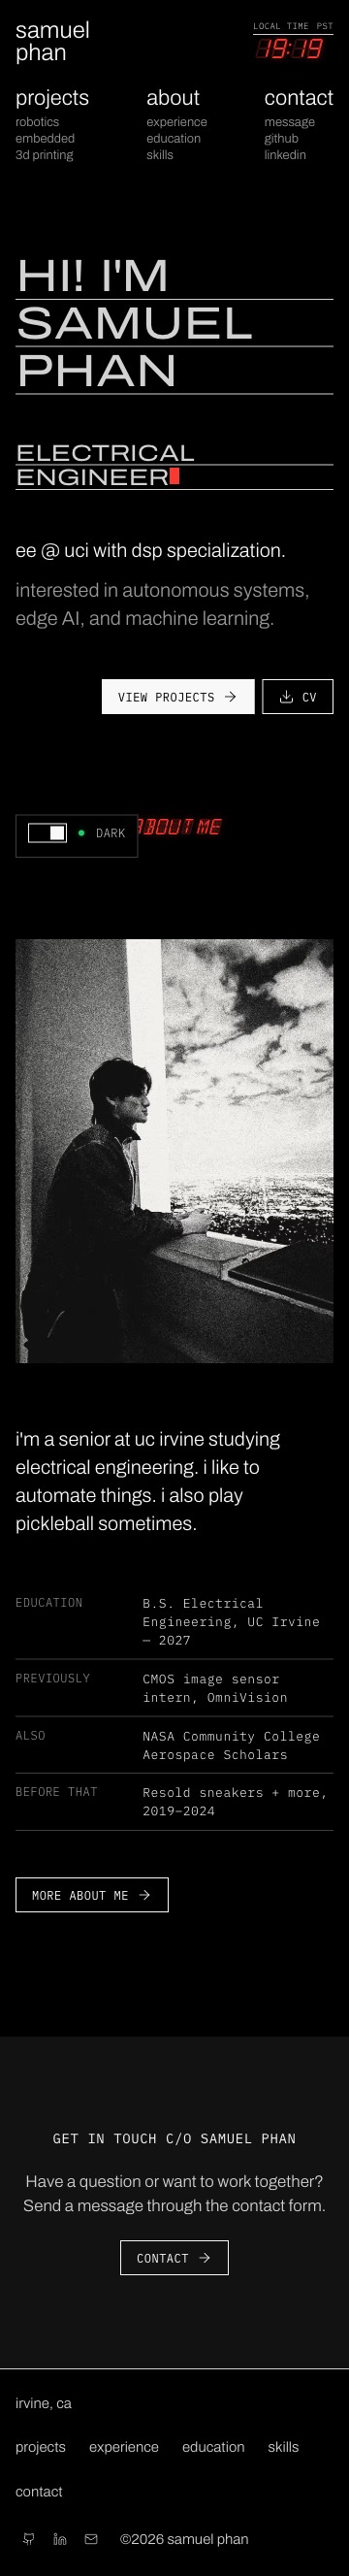 samuel
phan
LOCAL TIME PST
19:19
projects
robotics
embedded
3d printing
about
experience
education
skills
contact
message
github
linkedin
HI! I'M
SAMUEL
PHAN
ELECTRICAL
ENGINEER
ee @ uci with dsp specialization.
interested in autonomous systems,
edge AI, and machine learning.
VIEW PROJECTS
CV
DARK
ABOUT ME
i'm a senior at uc irvine studying
electrical engineering. i like to
automate things. i also play
pickleball sometimes.
EDUCATION
B.S. Electrical
Engineering, UC Irvine
— 2027
PREVIOUSLY
CMOS image sensor
intern, OmniVision
ALSO
NASA Community College
Aerospace Scholars
BEFORE THAT
Resold sneakers + more,
2019–2024
MORE ABOUT ME
GET IN TOUCH C/O SAMUEL PHAN
Have a question or want to work together?
Send a message through the contact form.
CONTACT
irvine, ca
projects experience education skills
contact
©2026 samuel phan